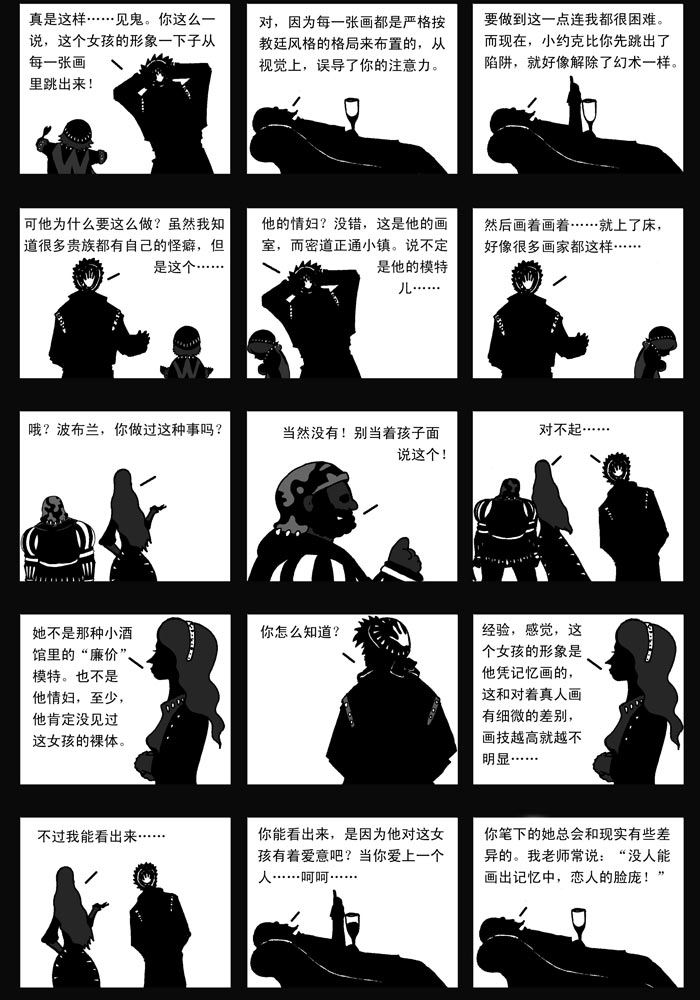 真是这样……见鬼。你这么一
说，这个女孩的形象一下子从
每一张画
里跳出来！
对，因为每一张画都是严格按
教廷风格的格局来布置的，从
视觉上，误导了你的注意力。
要做到这一点连我都很困难。
而现在，小约克比你先跳出了
陷阱，就好像解除了幻术一样。
可他为什么要这么做？虽然我知
道很多贵族都有自己的怪癖，但
是这个……
他的情妇？没错，这是他的画
室，而密道正通小镇。说不定
是他的模特
儿……
然后画着画着……就上了床，
好像很多画家都这样……
哦？波布兰，你做过这种事吗？
当然没有！别当着孩子面
说这个！
对不起……
她不是那种小酒
馆里的“廉价”
模特。也不是
他情妇，至少，
他肯定没见过
这女孩的裸体。
你怎么知道？
经验，感觉，这
个女孩的形象是
他凭记忆画的，
这和对着真人画
有细微的差别，
画技越高就越不
明显……
不过我能看出来……
你能看出来，是因为他对这女
孩有着爱意吧？当你爱上一个
人……呵呵……
你笔下的她总会和现实有些差
异的。我老师常说：“没人能
画出记忆中，恋人的脸庞！”